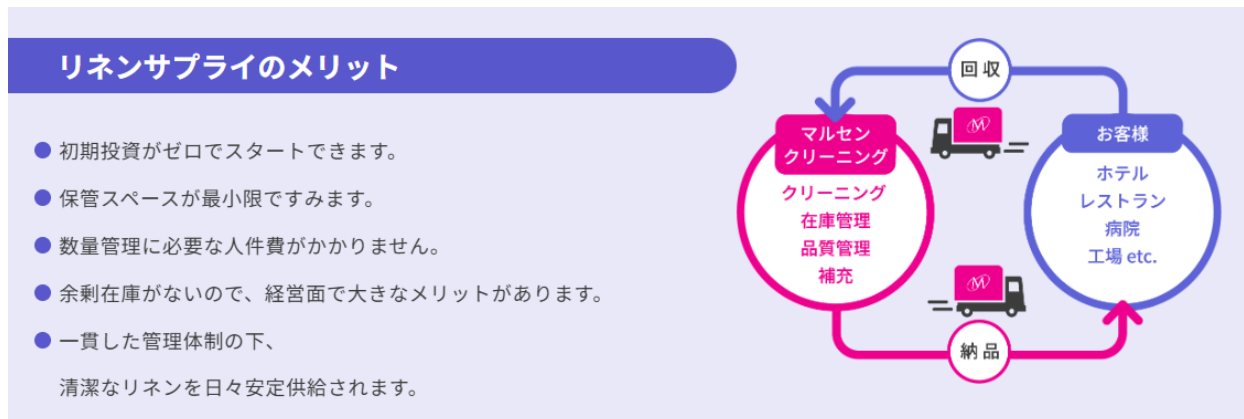 リネンサプライのメリット
初期投資がゼロでスタートできます。
保管スペースが最小限ですみます。
数量管理に必要な人件費がかかりません。
余剰在庫がないので、経営面で大きなメリットがあります。
一貫した管理体制の下、
清潔なリネンを日々安定供給されます。
回収
マルセン
クリーニング
クリーニング
在庫管理
品質管理
補充
お客様
ホテル
レストラン
病院
工場 etc.
納品